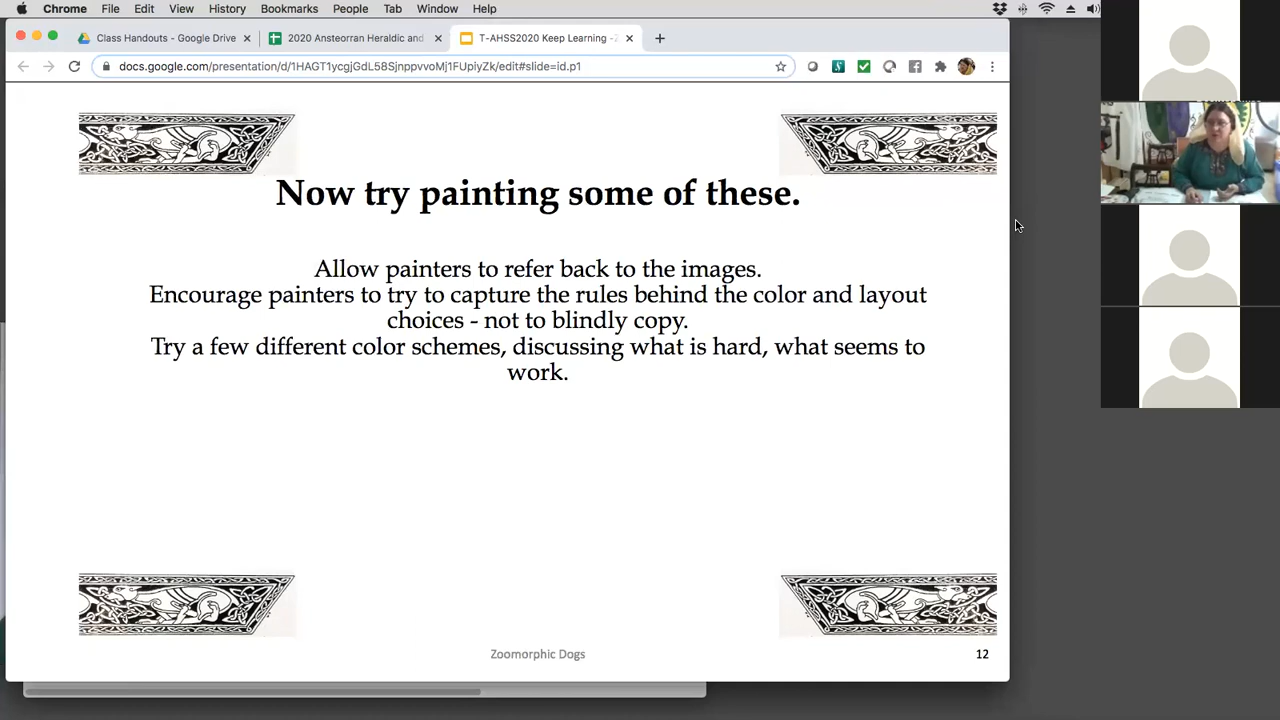 Chrome File Edit View History Bookmarks People Tab Window Help
Class Handouts - Google Drive
2020 Ansteorran Heraldic and
T-AHSS2020 Keep Learning -
docs.google.com/presentation/d/1HAGT1ycgjGdL58SjnppvvoMj1FUpiyZk/edit#slide=id.p1
Now try painting some of these.
Allow painters to refer back to the images.
Encourage painters to try to capture the rules behind the color and layout
choices - not to blindly copy.
Try a few different color schemes, discussing what is hard, what seems to
work.
Zoomorphic Dogs
12